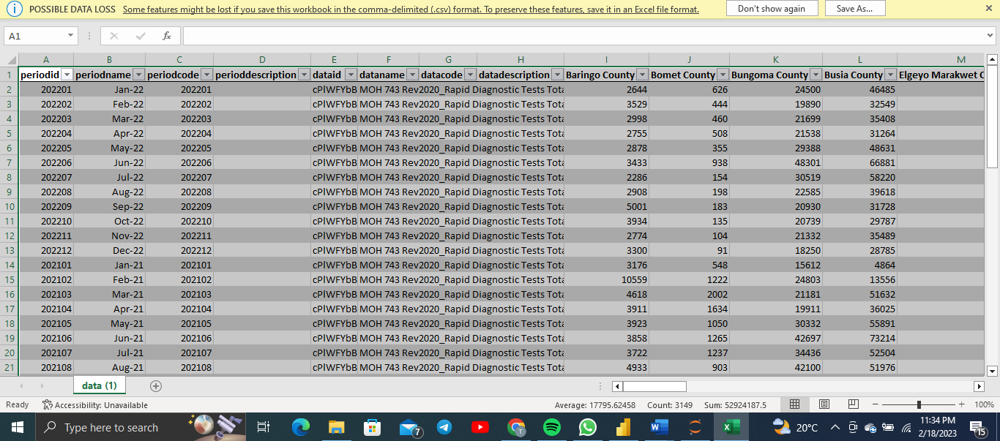 POSSIBLE DATA LOSS Some features might be lost if you save this workbook in the comma-delimited (.csv) format. To preserve these features, save it in an Excel file format. Don't show again Save As...
A1 fx
A B C D E F G H I J K L M
1 periodid periodname periodcode perioddescription dataid dataname datacode datadescription Baringo County Bomet County Bungoma County Busia County Elgeyo Marakwet C
2 202201 Jan-22 202201 cPlWFYbB MOH 743 Rev2020_Rapid Diagnostic Tests Tota 2644 626 24500 46485
3 202202 Feb-22 202202 cPlWFYbB MOH 743 Rev2020_Rapid Diagnostic Tests Tota 3529 444 19890 32549
4 202203 Mar-22 202203 cPlWFYbB MOH 743 Rev2020_Rapid Diagnostic Tests Tota 2998 460 21699 35408
5 202204 Apr-22 202204 cPlWFYbB MOH 743 Rev2020_Rapid Diagnostic Tests Tota 2755 508 21538 31264
6 202205 May-22 202205 cPlWFYbB MOH 743 Rev2020_Rapid Diagnostic Tests Tota 2878 355 29388 48631
7 202206 Jun-22 202206 cPlWFYbB MOH 743 Rev2020_Rapid Diagnostic Tests Tota 3433 938 48301 66881
8 202207 Jul-22 202207 cPlWFYbB MOH 743 Rev2020_Rapid Diagnostic Tests Tota 2286 154 30519 58220
9 202208 Aug-22 202208 cPlWFYbB MOH 743 Rev2020_Rapid Diagnostic Tests Tota 2908 198 22585 39618
10 202209 Sep-22 202209 cPlWFYbB MOH 743 Rev2020_Rapid Diagnostic Tests Tota 5001 183 20930 31728
11 202210 Oct-22 202210 cPlWFYbB MOH 743 Rev2020_Rapid Diagnostic Tests Tota 3934 135 20739 29787
12 202211 Nov-22 202211 cPlWFYbB MOH 743 Rev2020_Rapid Diagnostic Tests Tota 2774 104 21332 35489
13 202212 Dec-22 202212 cPlWFYbB MOH 743 Rev2020_Rapid Diagnostic Tests Tota 3300 91 18250 28785
14 202101 Jan-21 202101 cPlWFYbB MOH 743 Rev2020_Rapid Diagnostic Tests Tota 3176 548 15612 4864
15 202102 Feb-21 202102 cPlWFYbB MOH 743 Rev2020_Rapid Diagnostic Tests Tota 10559 1222 24803 13556
16 202103 Mar-21 202103 cPlWFYbB MOH 743 Rev2020_Rapid Diagnostic Tests Tota 4618 2002 21181 51632
17 202104 Apr-21 202104 cPlWFYbB MOH 743 Rev2020_Rapid Diagnostic Tests Tota 3911 1634 19911 36025
18 202105 May-21 202105 cPlWFYbB MOH 743 Rev2020_Rapid Diagnostic Tests Tota 3923 1050 30332 55891
19 202106 Jun-21 202106 cPlWFYbB MOH 743 Rev2020_Rapid Diagnostic Tests Tota 3858 1265 42697 73214
20 202107 Jul-21 202107 cPlWFYbB MOH 743 Rev2020_Rapid Diagnostic Tests Tota 3722 1237 34436 52504
21 202108 Aug-21 202108 cPlWFYbB MOH 743 Rev2020_Rapid Diagnostic Tests Tota 4933 903 42100 51976
data (1)
Ready Accessibility: Unavailable Average: 17795.62458 Count: 3149 Sum: 52924187.5 100%
Type here to search 7 T W X 20°C 11:34 PM 15
2/18/2023